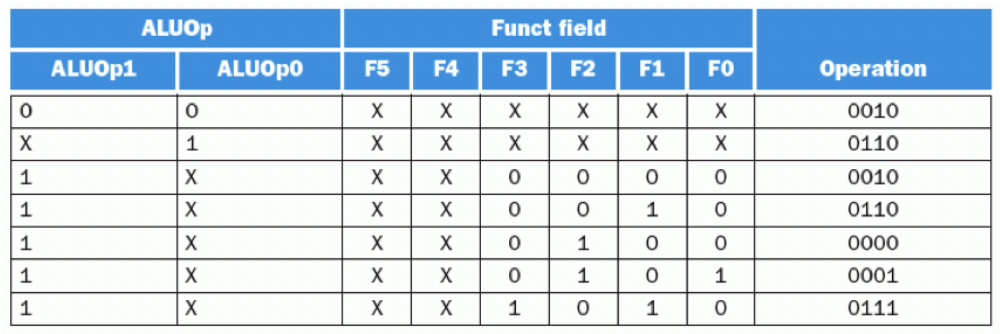 ALUOp Funct field
ALUOp1 ALUOp0 F5 F4 F3 F2 F1 F0 Operation
0 0 X X X X X X 0010
X 1 X X X X X X 0110
1 X X X 0 0 0 0 0010
1 X X X 0 0 1 0 0110
1 X X X 0 1 0 0 0000
1 X X X 0 1 0 1 0001
1 X X X 1 0 1 0 0111